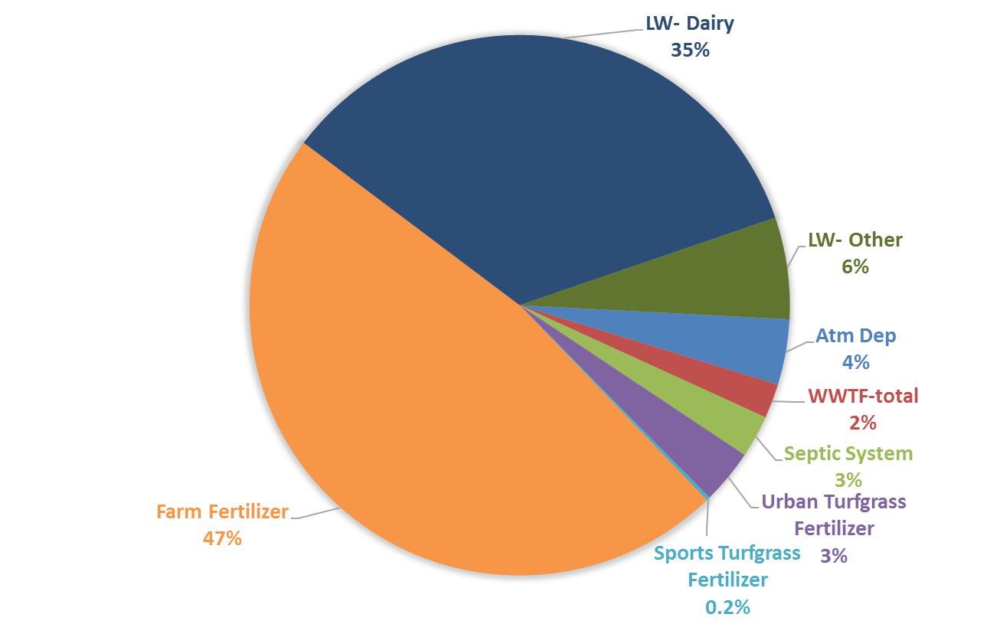 LW- Dairy
35%
LW- Other
6%
Atm Dep
4%
WWTF-total
2%
Septic System
3%
Urban Turfgrass
Fertilizer
3%
Sports Turfgrass
Fertilizer
0.2%
Farm Fertilizer
47%